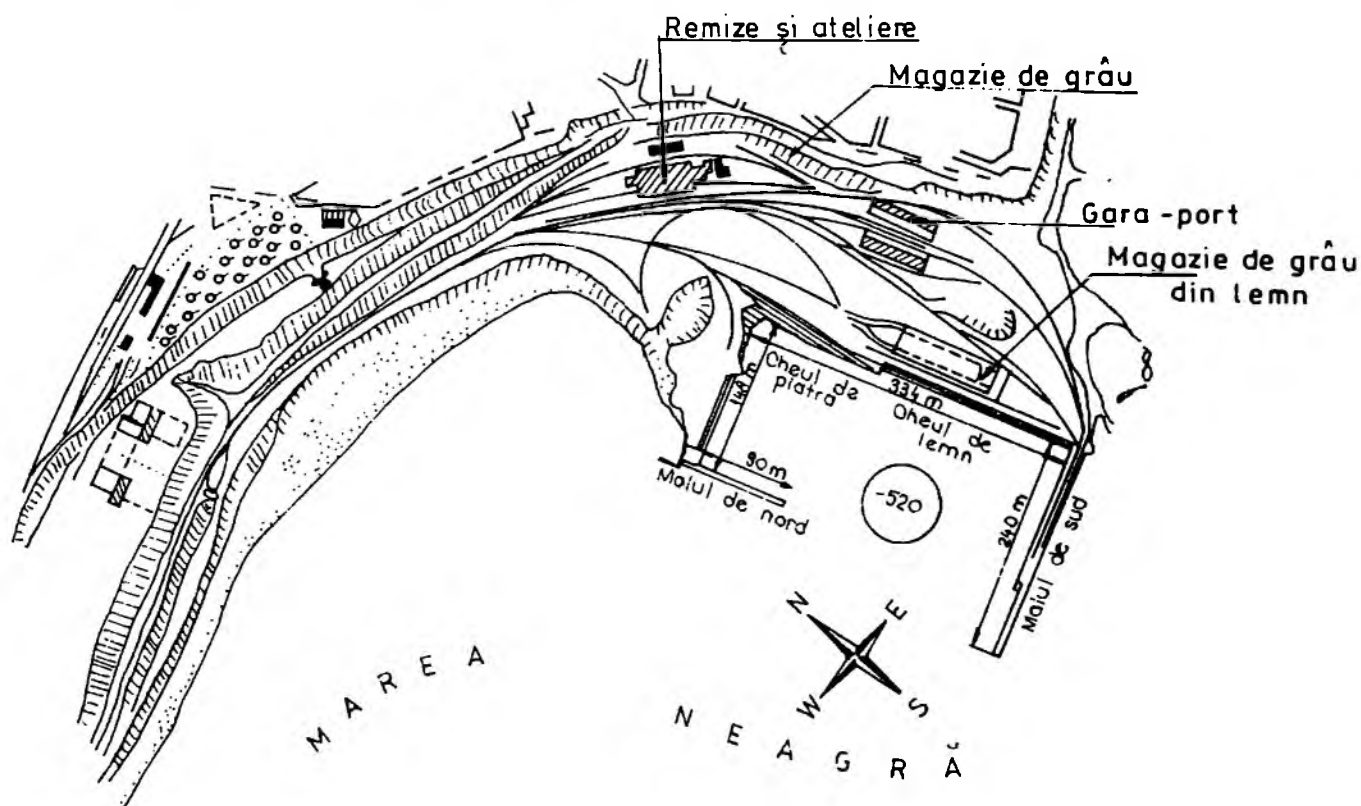 Remize și ateliere
Magazie de grâu
Gara-port
Magazie de grâu
din lemn
Cheul de
piatra
334 m
Cheul de
lemn
149 m
90 m
Molul de nord
-520
240 m
Molul de sud
N
E
W
S
MAREA
NEAGRĂ